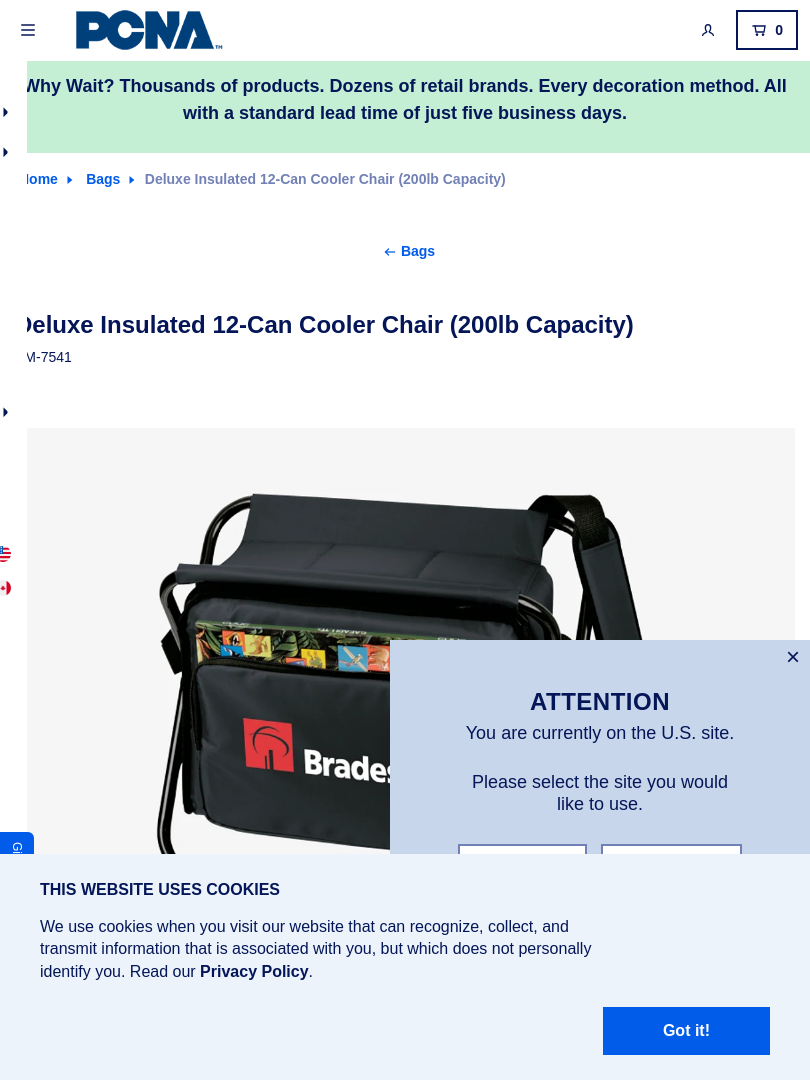 PCNA
0
Why Wait? Thousands of products. Dozens of retail brands. Every decoration method. All
with a standard lead time of just five business days.
Home Bags Deluxe Insulated 12-Can Cooler Chair (200lb Capacity)
← Bags
Deluxe Insulated 12-Can Cooler Chair (200lb Capacity)
M-7541
Brades
×
ATTENTION
You are currently on the U.S. site.
Please select the site you would
like to use.
Gi
THIS WEBSITE USES COOKIES
We use cookies when you visit our website that can recognize, collect, and
transmit information that is associated with you, but which does not personally
identify you. Read our Privacy Policy.
Got it!